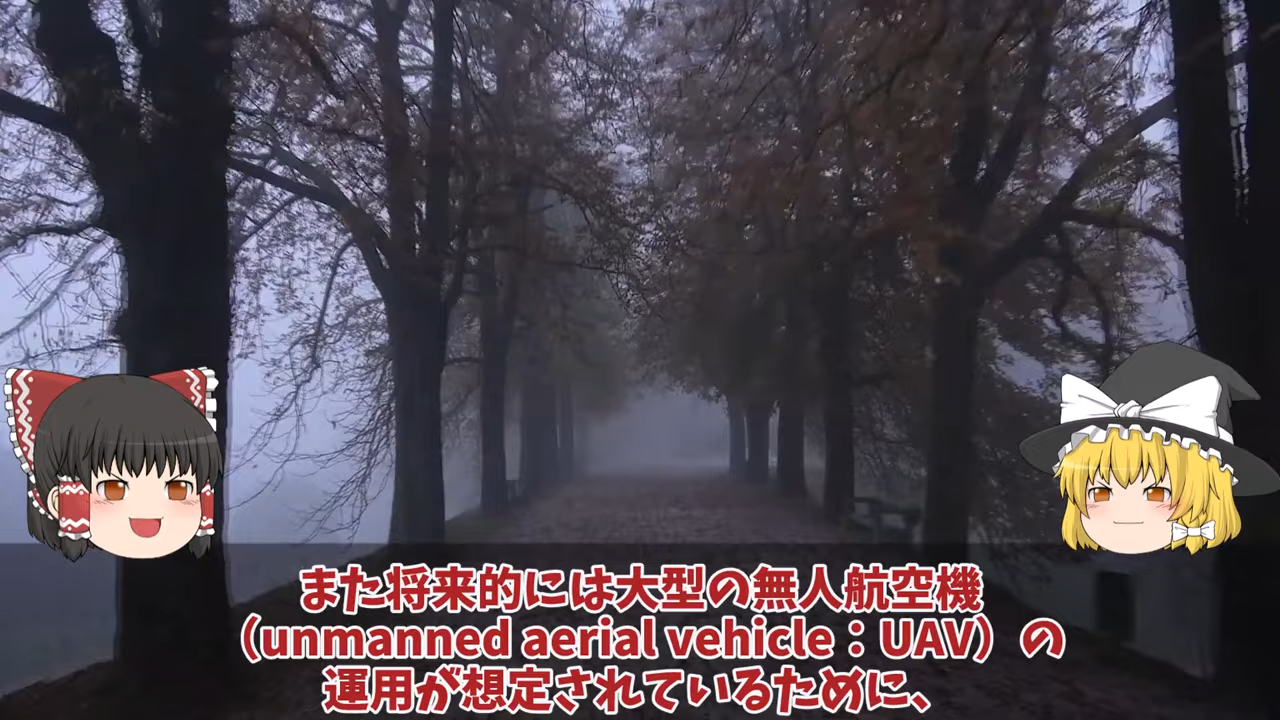 また将来的には大型の無人航空機
（unmanned aerial vehicle：UAV）の
運用が想定されているために、